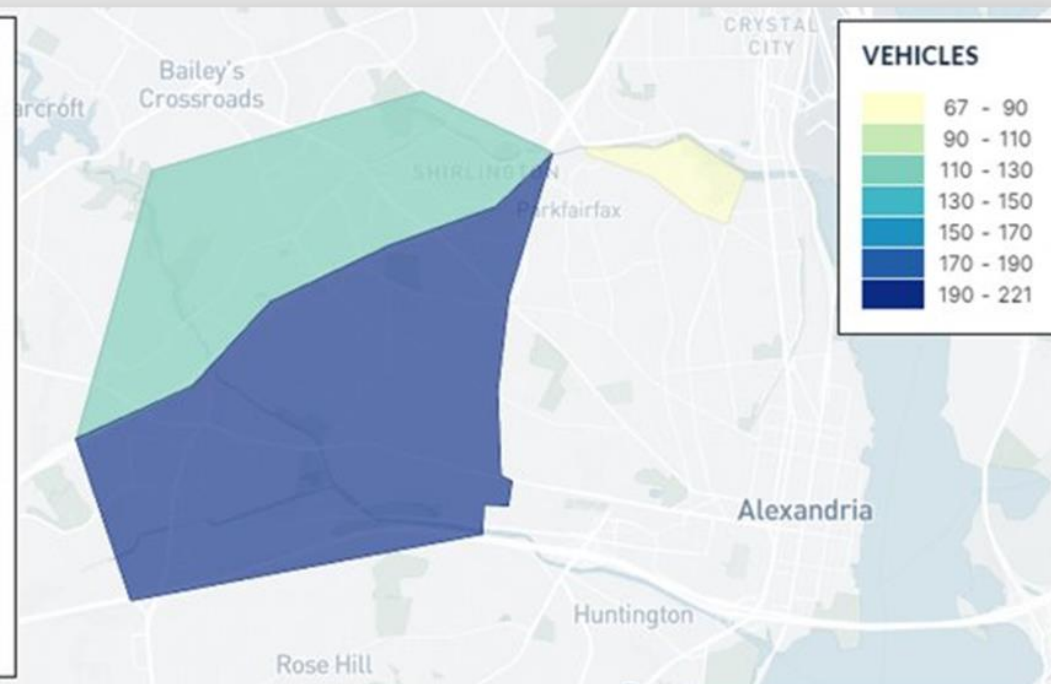 CRYSTAL
CITY
Bailey's
Crossroads
arcroft
SHIRLINGTON
Parkfairfax
Alexandria
Huntington
Rose Hill
VEHICLES
67 - 90
90 - 110
110 - 130
130 - 150
150 - 170
170 - 190
190 - 221